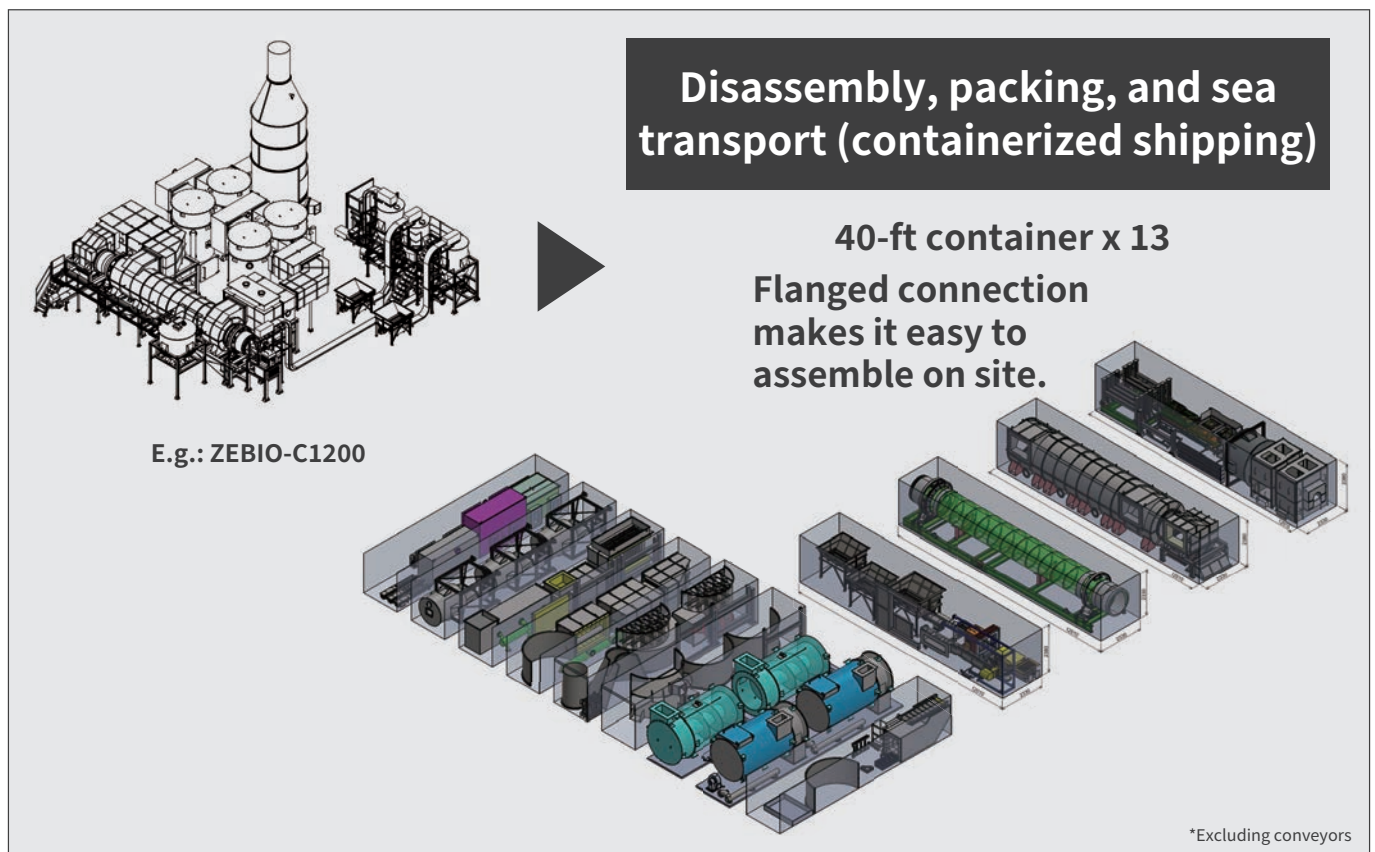 Disassembly, packing, and sea
transport (containerized shipping)
40-ft container x 13
Flanged connection
makes it easy to
assemble on site.
E.g.: ZEBIO-C1200
*Excluding conveyors